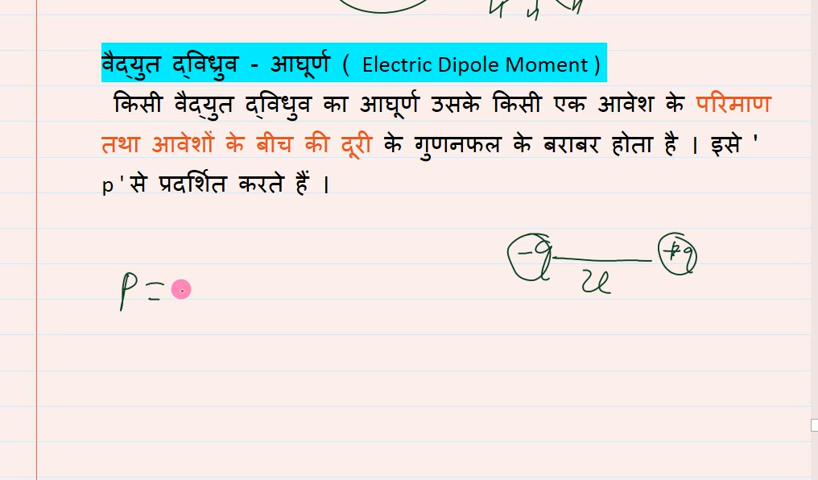 वैद्‌युत द्‌विध्रुव - आघूर्ण ( Electric Dipole Moment )
किसी वैद्‌युत द्‌विधुव का आघूर्ण उसके किसी एक आवेश के परिमाण
तथा आवेशों के बीच की दूरी के गुणनफल के बराबर होता है । इसे '
p ' से प्रदर्शित करते हैं ।
-q +q
2l
P =